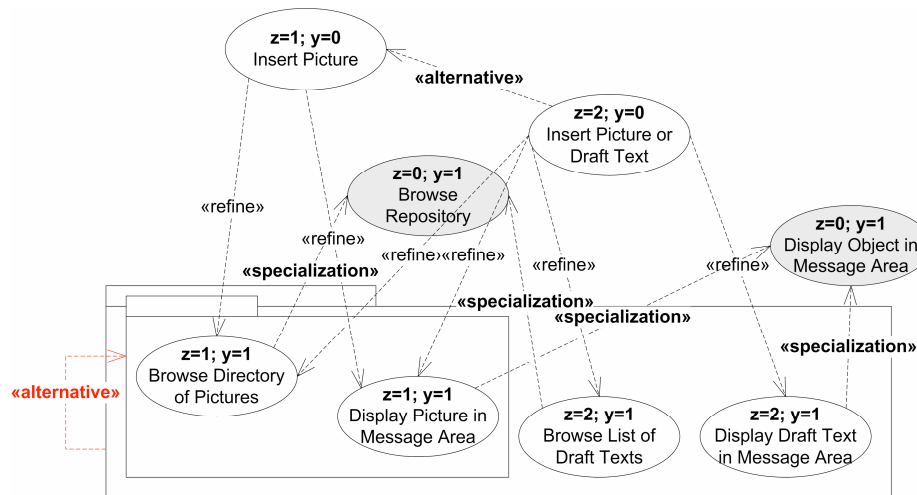 z=1; y=0
Insert Picture
«alternative»
z=2; y=0
Insert Picture or
Draft Text
z=0; y=1
Browse
Repository
«refine»
«refine»
«refine»«refine»
«refine»
«refine»
z=0; y=1
Display Object in
Message Area
«specialization»
«specialization»
«specialization»
«specialization»
«alternative»
z=1; y=1
Browse Directory
of Pictures
z=1; y=1
Display Picture in
Message Area
z=2; y=1
Browse List of
Draft Texts
z=2; y=1
Display Draft Text
in Message Area